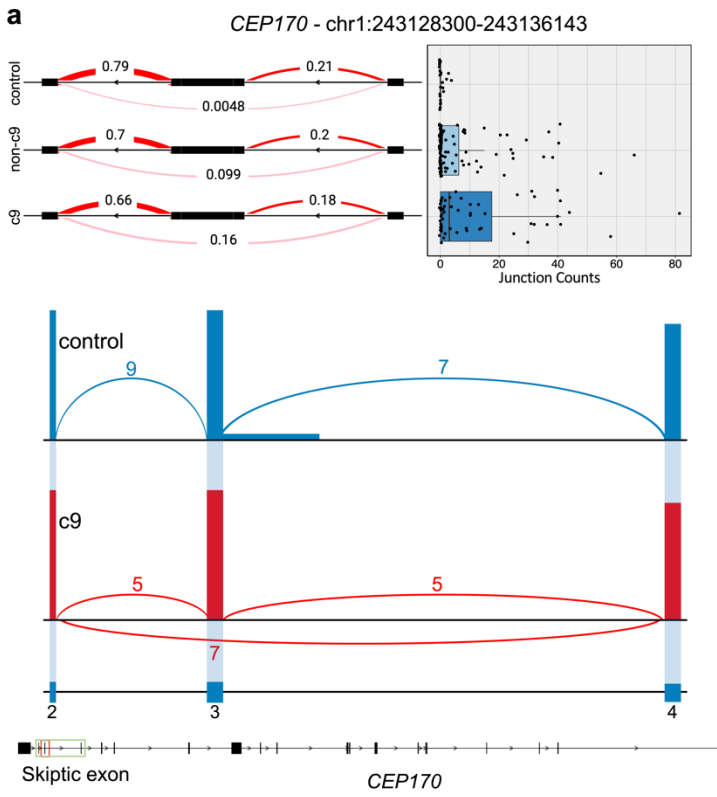 a
CEP170 - chr1:243128300-243136143
control
0.79
0.21
0.0048
non-c9
0.7
0.2
0.099
c9
0.66
0.18
0.16
0 20 40 60 80
Junction Counts
control
9
7
c9
5
5
7
2 3 4
Skiptic exon
CEP170